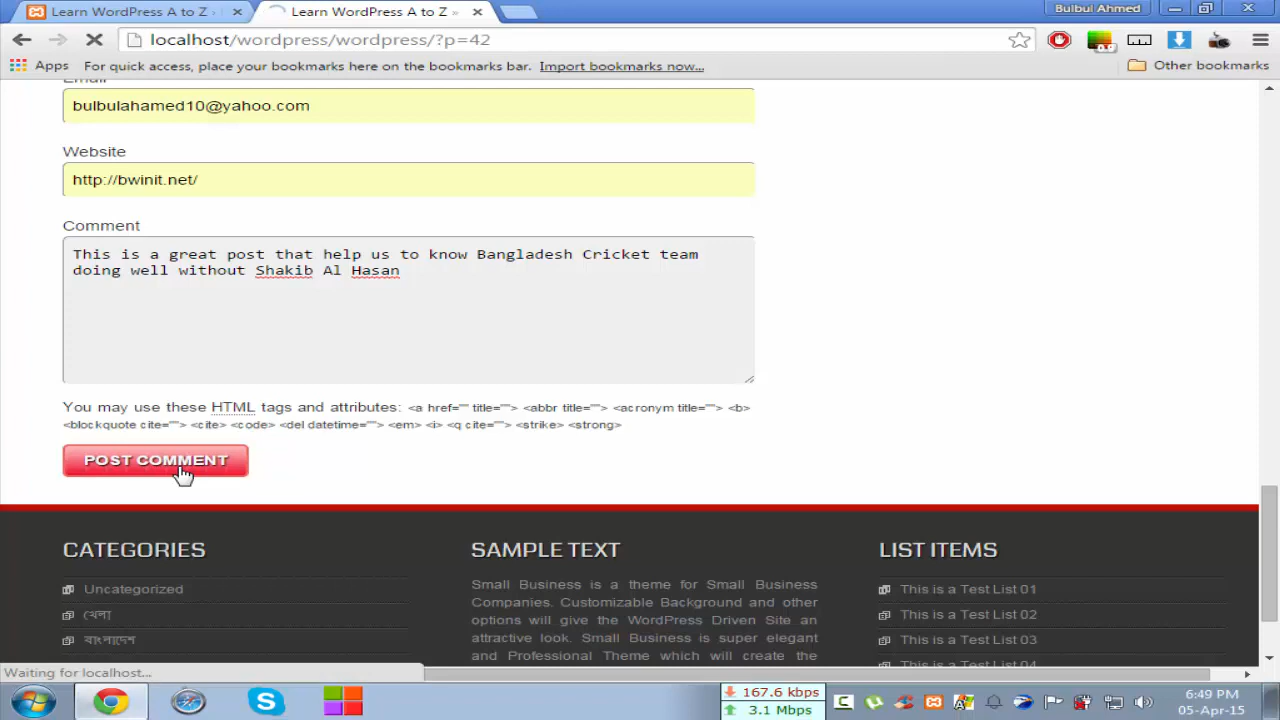 Learn WordPress A to Z ›
Learn WordPress A to Z »
Bulbul Ahmed
localhost/wordpress/wordpress/?p=42
Apps
For quick access, place your bookmarks here on the bookmarks bar. Import bookmarks now...
Other bookmarks
Email
bulbulahamed10@yahoo.com
Website
http://bwinit.net/
Comment
This is a great post that help us to know Bangladesh Cricket team
doing well without Shakib Al Hasan
You may use these HTML tags and attributes: <a href="" title=""> <abbr title=""> <acronym title=""> <b>
<blockquote cite=""> <cite> <code> <del datetime=""> <em> <i> <q cite=""> <strike> <strong>
POST COMMENT
CATEGORIES
Uncategorized
খেলা
বাংলাদেশ
SAMPLE TEXT
Small Business is a theme for Small Business
Companies. Customizable Background and other
options will give the WordPress Driven Site an
attractive look. Small Business is super elegant
and Professional Theme which will create the
LIST ITEMS
This is a Test List 01
This is a Test List 02
This is a Test List 03
This is a Test List 04
Waiting for localhost...
167.6 kbps
3.1 Mbps
6:49 PM
05-Apr-15